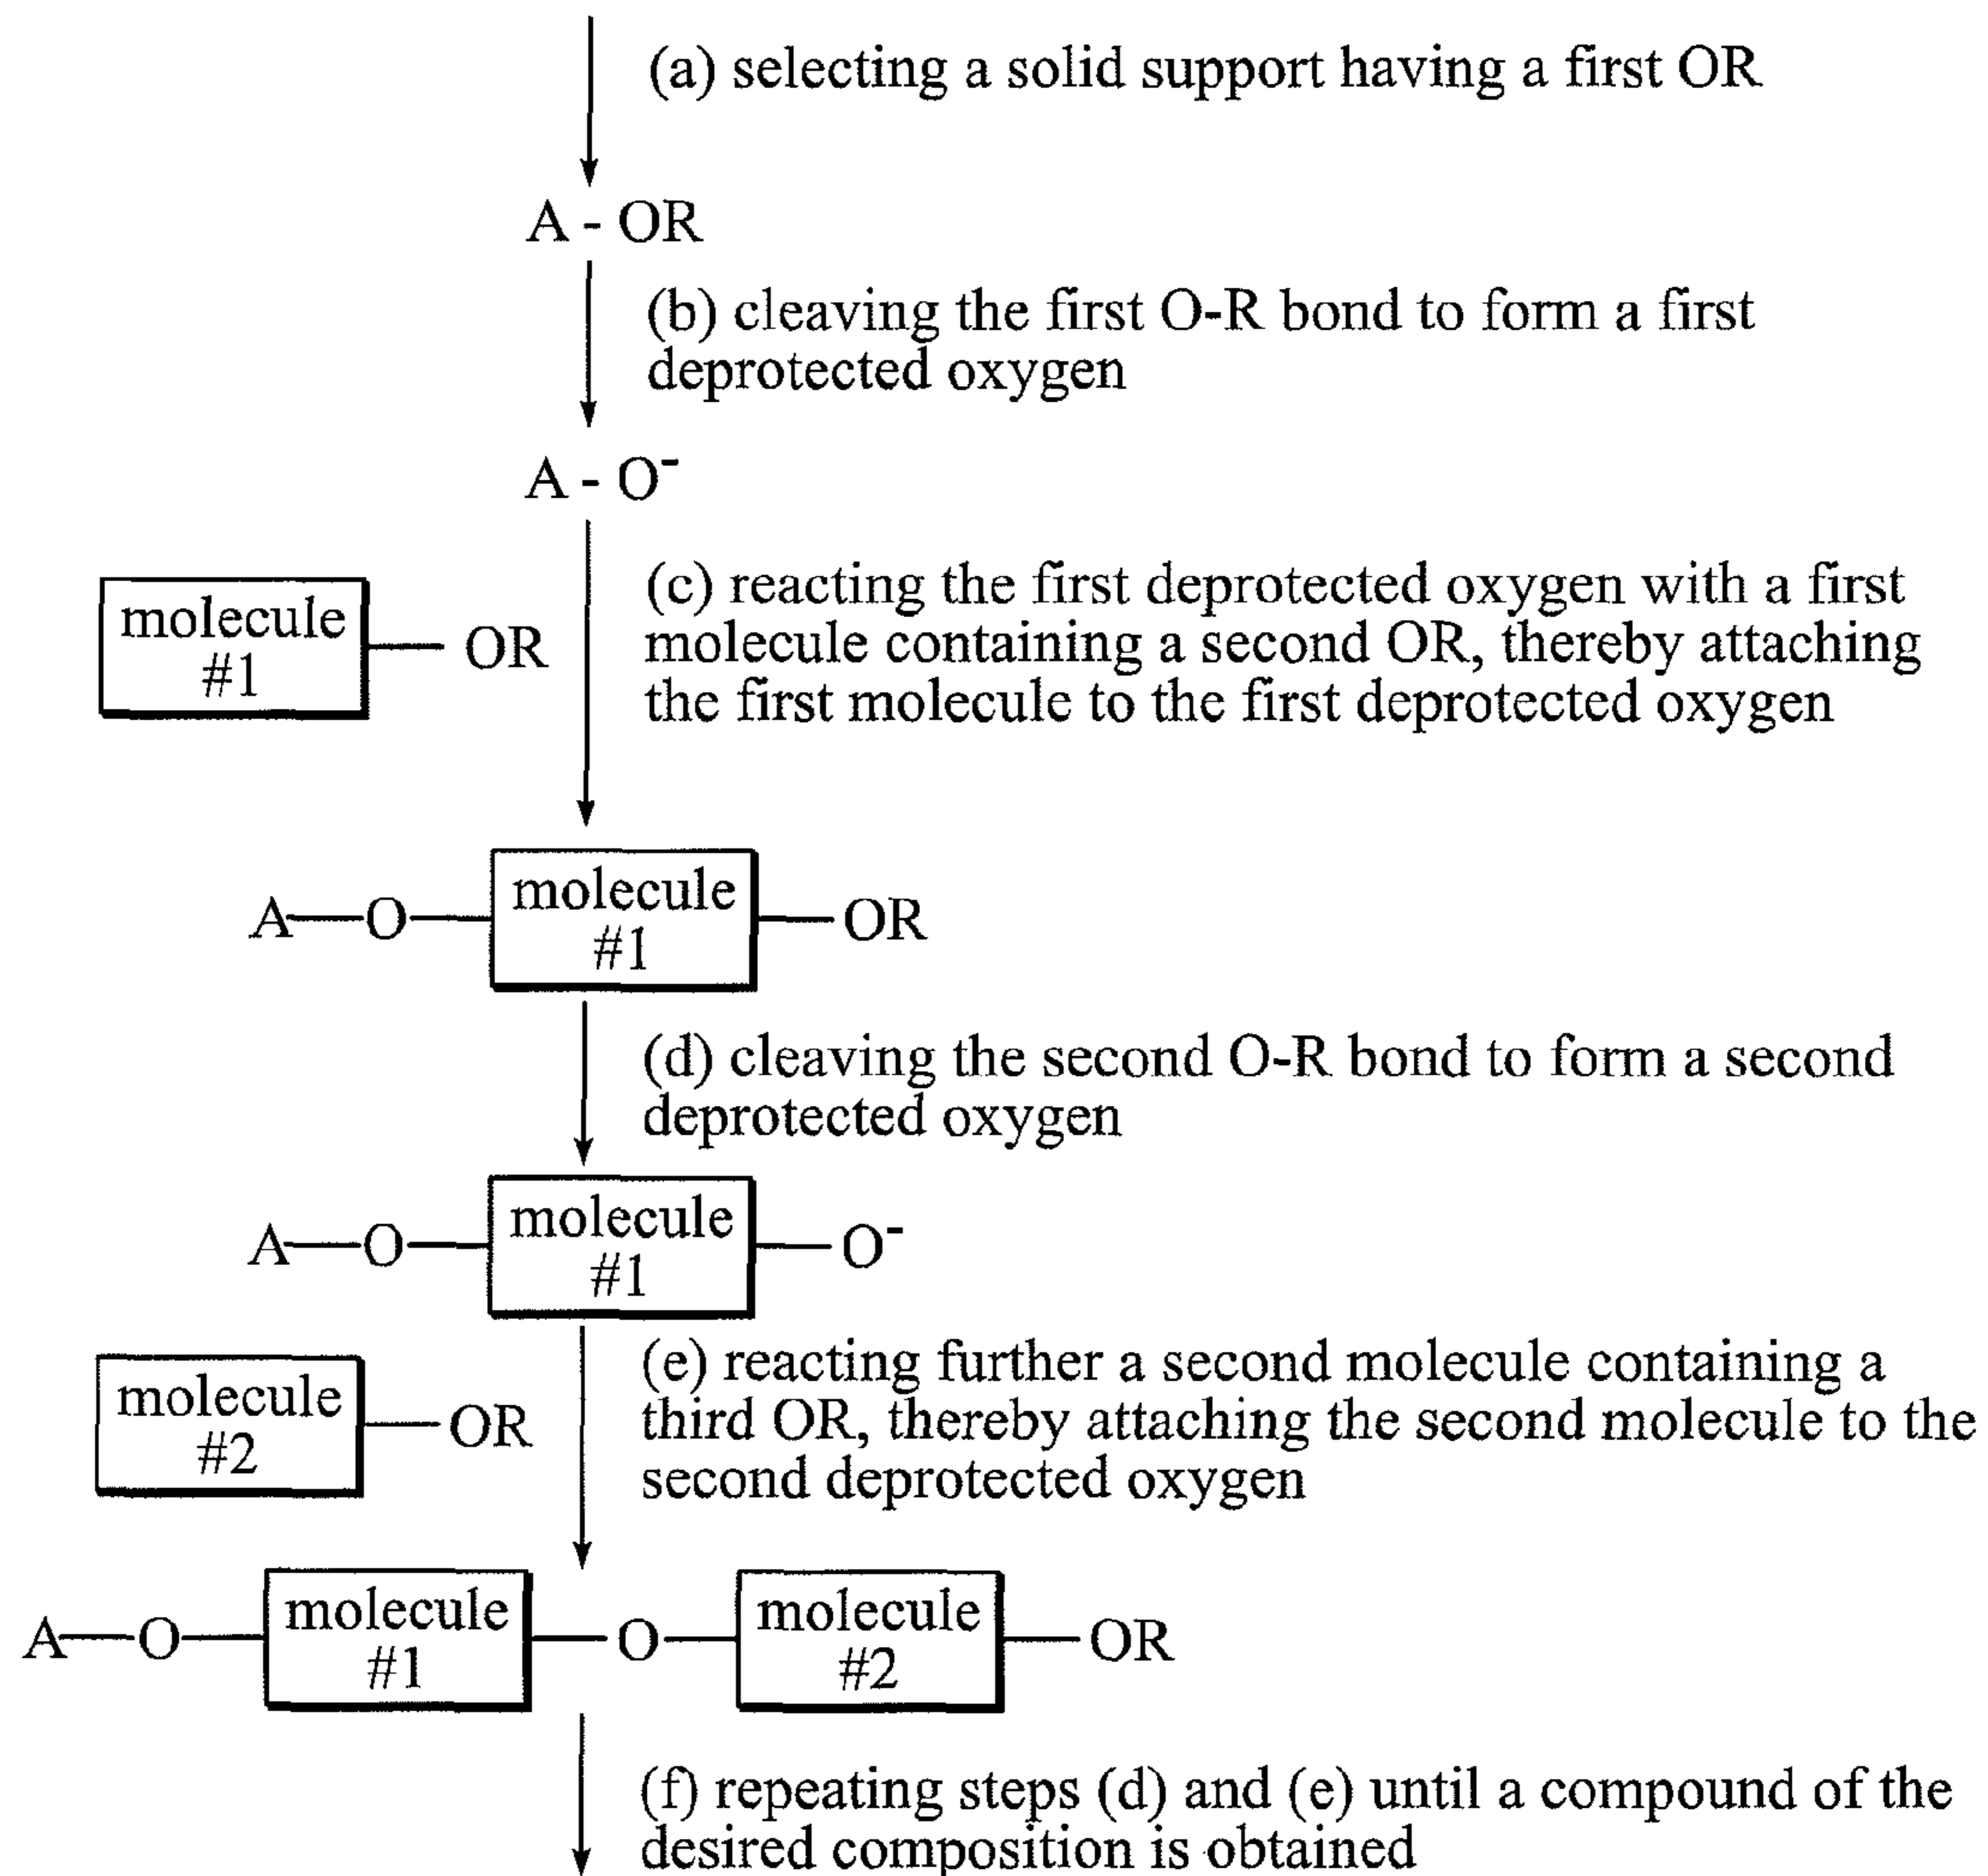 (a) selecting a solid support having a first OR
A - OR
(b) cleaving the first O-R bond to form a first
deprotected oxygen
A - O⁻
(c) reacting the first deprotected oxygen with a first
molecule containing a second OR, thereby attaching
the first molecule to the first deprotected oxygen
molecule
#1
OR
A O molecule
#1
OR
(d) cleaving the second O-R bond to form a second
deprotected oxygen
A O molecule
#1
O⁻
(e) reacting further a second molecule containing a
third OR, thereby attaching the second molecule to the
second deprotected oxygen
molecule
#2
OR
A O molecule
#1
O molecule
#2
OR
(f) repeating steps (d) and (e) until a compound of the
desired composition is obtained